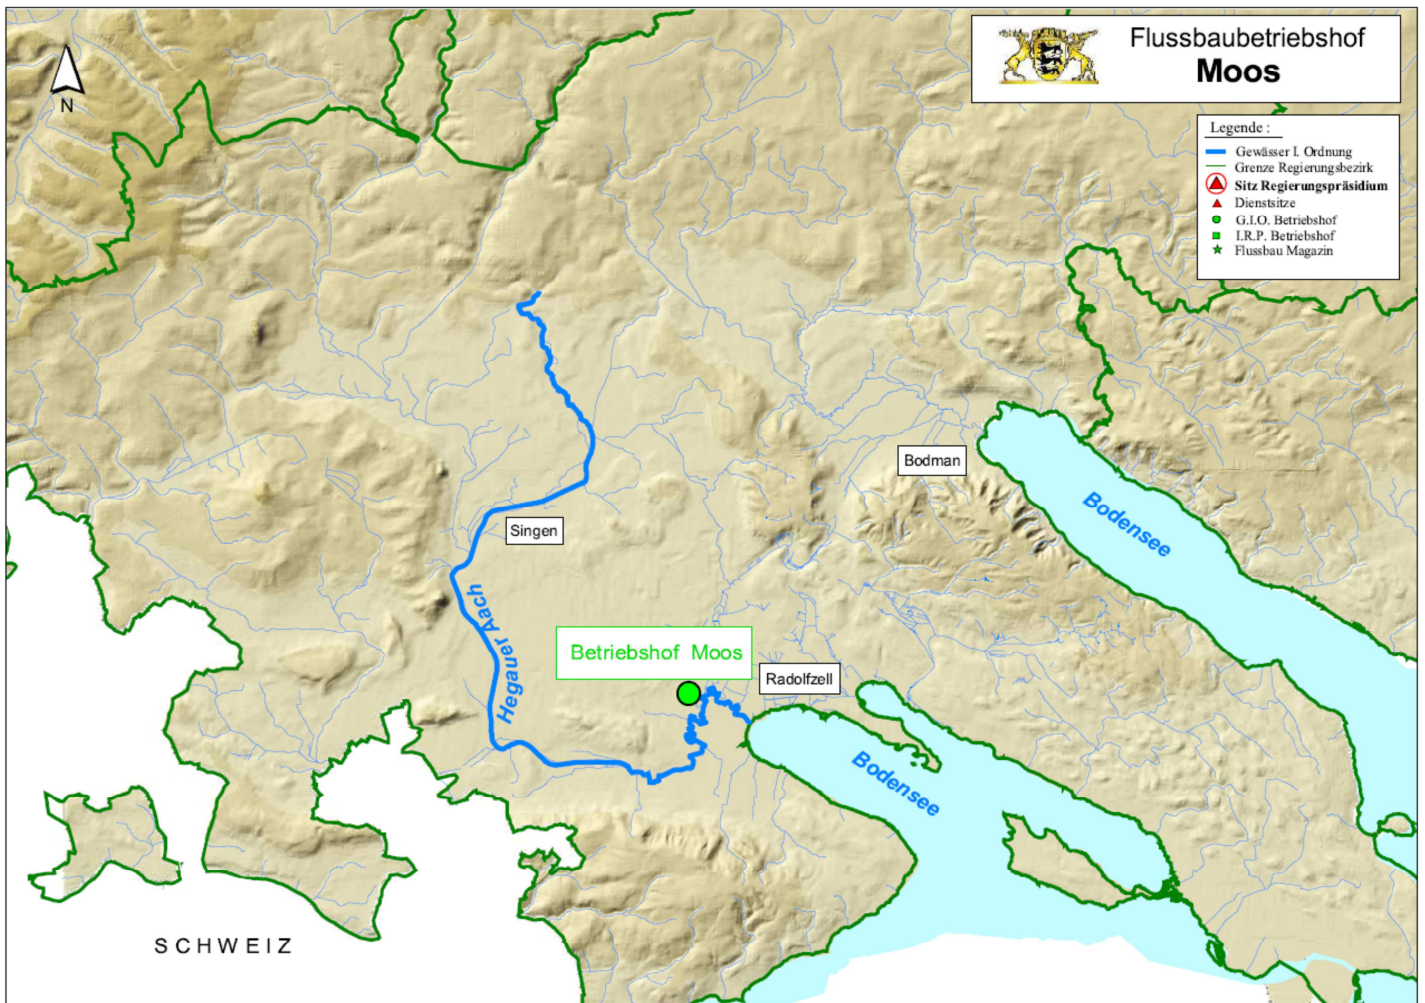 Flussbaubetriebshof
Moos
N
Legende :
Gewässer I. Ordnung
Grenze Regierungsbezirk
Sitz Regierungspräsidium
Dienstsitze
G.I.O. Betriebshof
I.R.P. Betriebshof
Flussbau Magazin
Bodman
Bodensee
Singen
Hegauer Aach
Betriebshof Moos
Radolfzell
Bodensee
SCHWEIZ